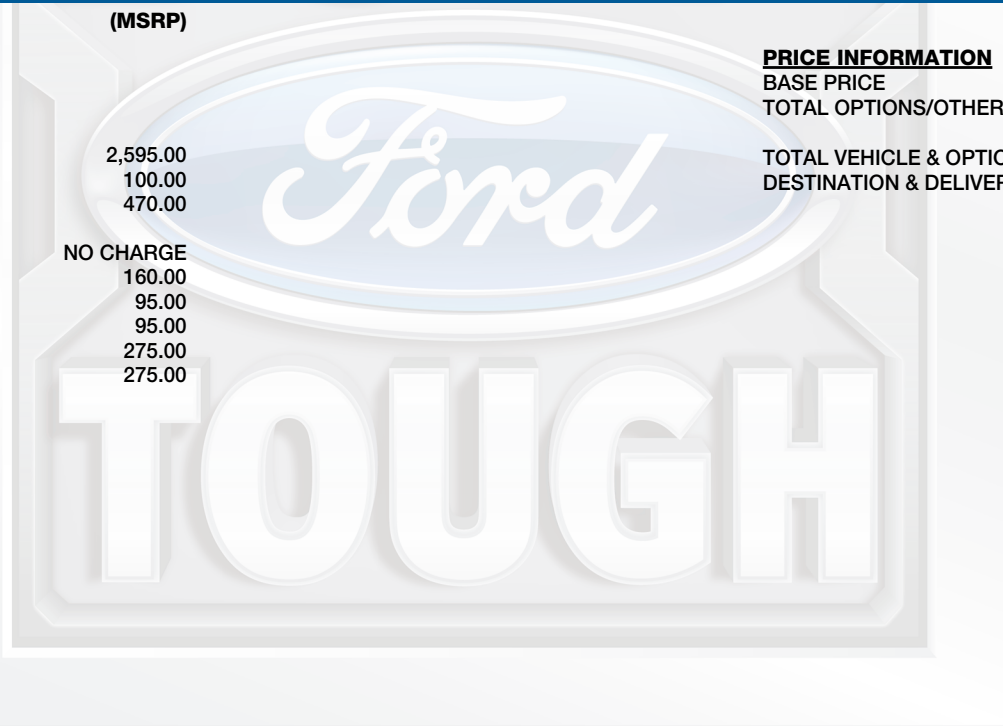 (MSRP)
2,595.00
100.00
470.00
NO CHARGE
160.00
95.00
95.00
275.00
275.00
PRICE INFORMATION
BASE PRICE
TOTAL OPTIONS/OTHER
TOTAL VEHICLE & OPTIO
DESTINATION & DELIVER
Ford
TOUGH